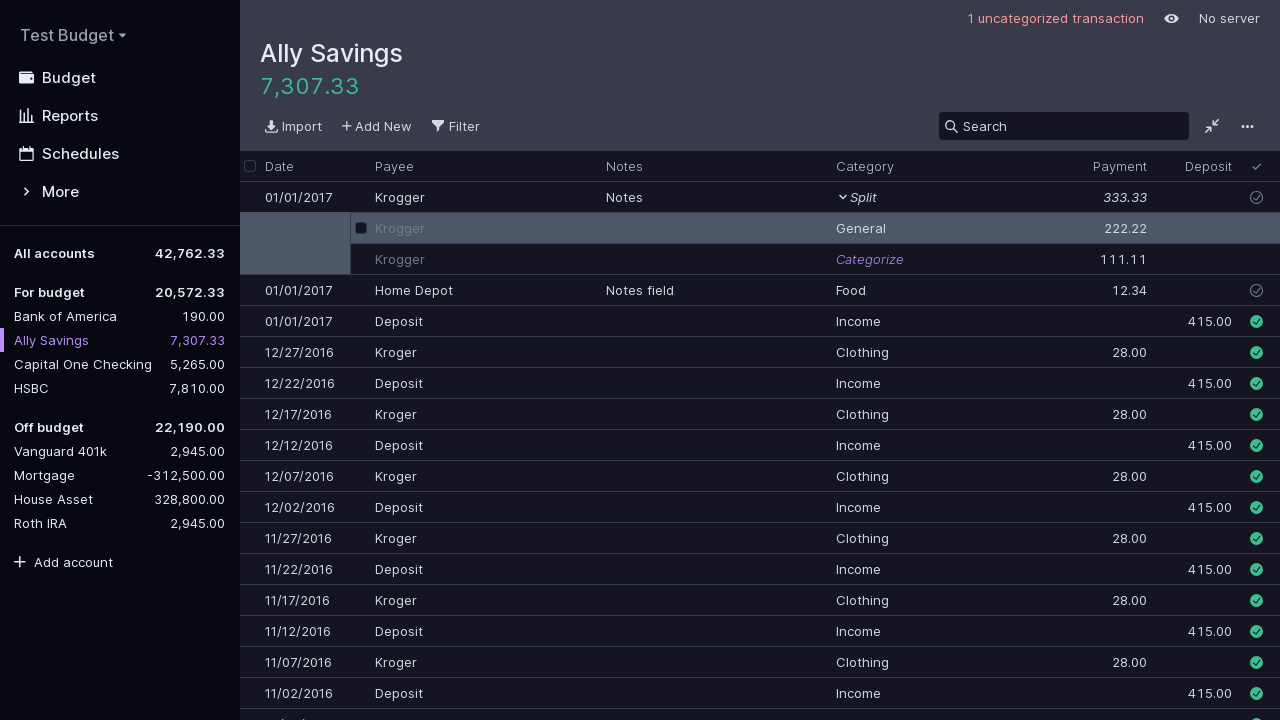 Test Budget
Budget
Reports
Schedules
More
All accounts 42,762.33
For budget 20,572.33
Bank of America 190.00
Ally Savings 7,307.33
Capital One Checking 5,265.00
HSBC 7,810.00
Off budget 22,190.00
Vanguard 401k 2,945.00
Mortgage -312,500.00
House Asset 328,800.00
Roth IRA 2,945.00
Add account
1 uncategorized transaction No server
Ally Savings
7,307.33
Import Add New Filter Search
Date Payee Notes Category Payment Deposit
01/01/2017 Krogger Notes Split 333.33
Krogger General 222.22
Krogger Categorize 111.11
01/01/2017 Home Depot Notes field Food 12.34
01/01/2017 Deposit Income 415.00
12/27/2016 Kroger Clothing 28.00
12/22/2016 Deposit Income 415.00
12/17/2016 Kroger Clothing 28.00
12/12/2016 Deposit Income 415.00
12/07/2016 Kroger Clothing 28.00
12/02/2016 Deposit Income 415.00
11/27/2016 Kroger Clothing 28.00
11/22/2016 Deposit Income 415.00
11/17/2016 Kroger Clothing 28.00
11/12/2016 Deposit Income 415.00
11/07/2016 Kroger Clothing 28.00
11/02/2016 Deposit Income 415.00